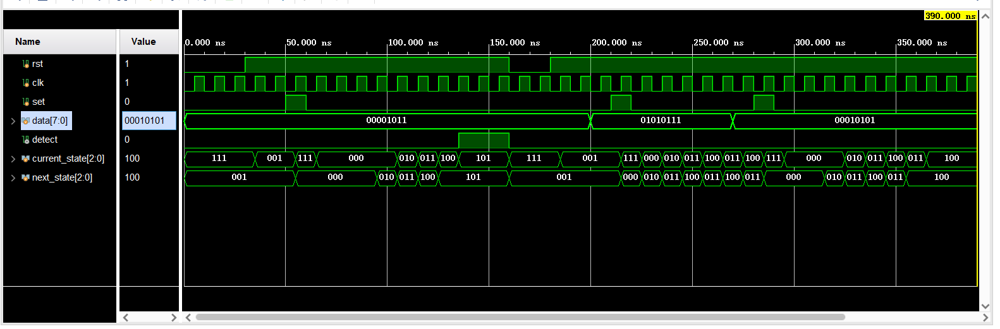 390.000 ns
Name Value 0.000 ns 50.000 ns 100.000 ns 150.000 ns 200.000 ns 250.000 ns 300.000 ns 350.000 ns
rst 1
clk 1
set 0
data[7:0] 00010101 00001011 01010111 00010101
detect 0
current_state[2:0] 100 111 001 111 000 010 011 100 101 111 001 111 000 010 011 100 011 100 111 000 010 011 100 011 100
next_state[2:0] 100 001 000 010 011 100 101 001 000 010 011 100 011 100 011 000 010 011 100 011 100